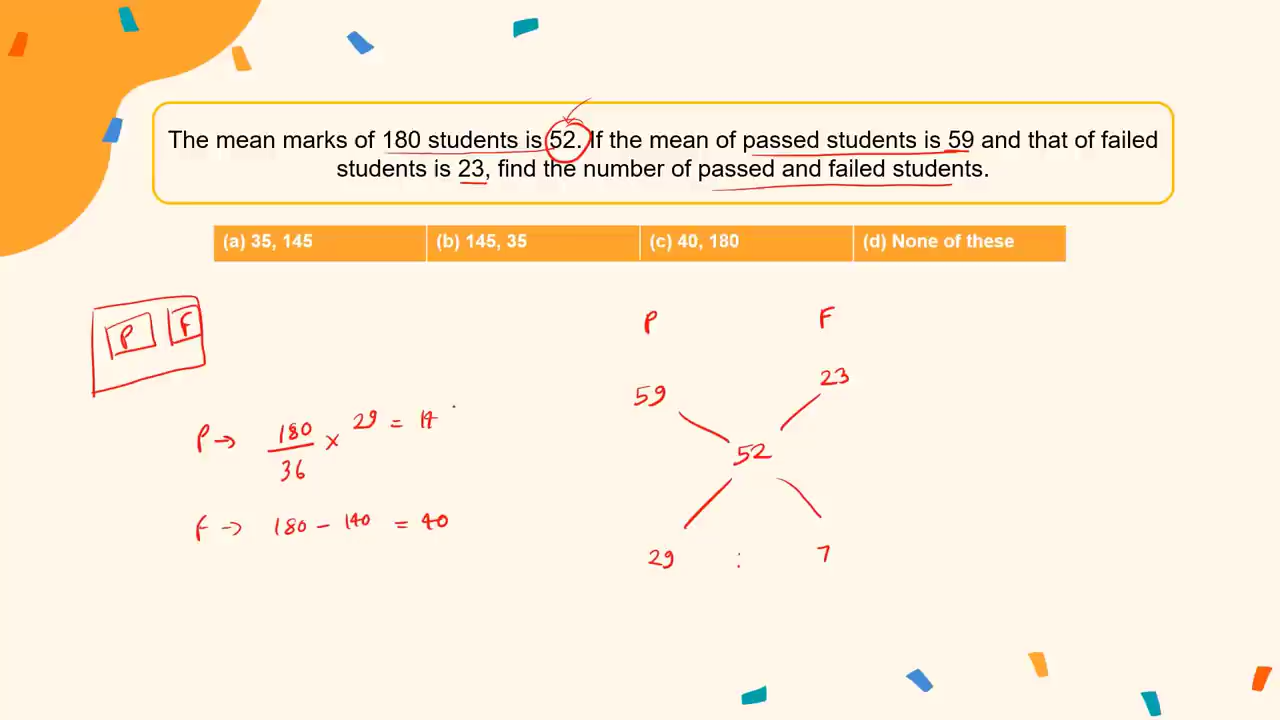 The mean marks of 180 students is 52. If the mean of passed students is 59 and that of failed
students is 23, find the number of passed and failed students.
(a) 35, 145
(b) 145, 35
(c) 40, 180
(d) None of these
P F
P F
59 23
52
29 : 7
P → 180/36 × 29 = 14
F → 180 - 140 = 40